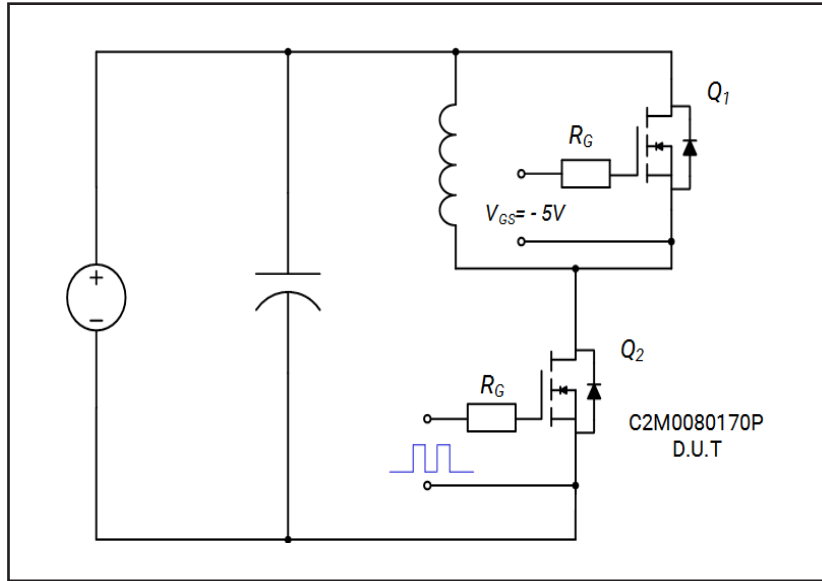 Q1
RG
VGS= - 5V
+
−
Q2
RG
C2M0080170P
D.U.T